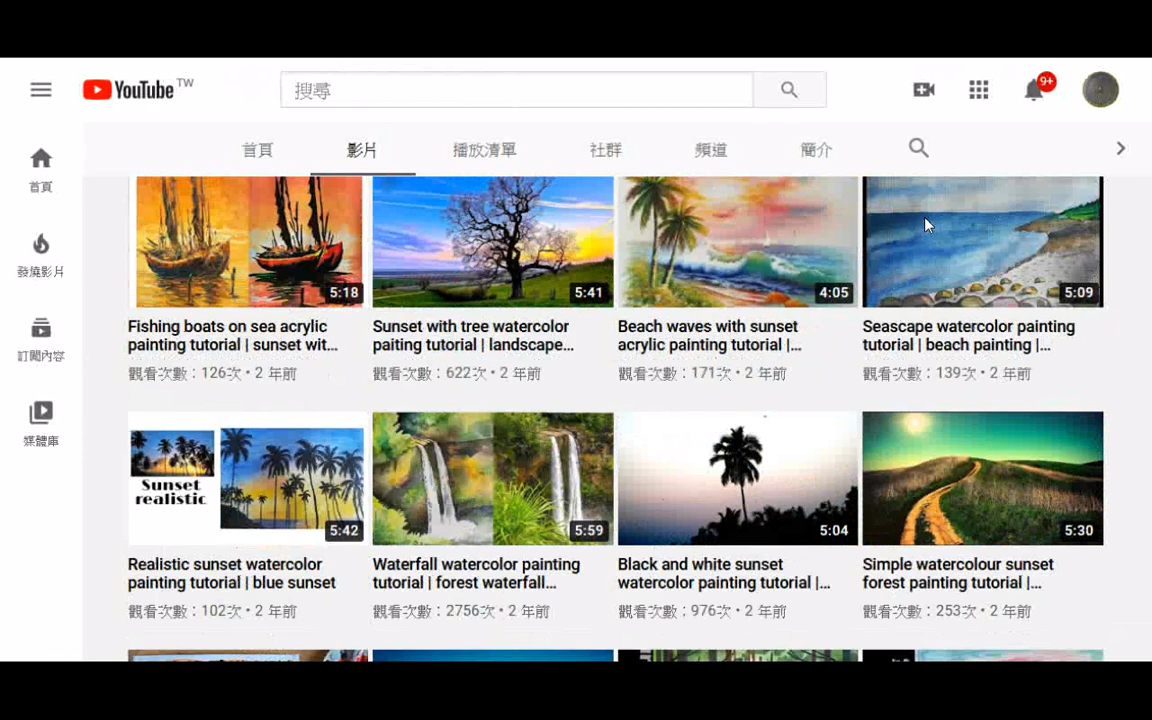 YouTube TW
搜尋
9+
首頁
影片
播放清單
社群
頻道
簡介
首頁
發燒影片
訂閱內容
媒體庫
5:18
5:41
4:05
5:09
Fishing boats on sea acrylic
painting tutorial | sunset wit...
觀看次數：126次 • 2 年前
Sunset with tree watercolor
paiting tutorial | landscape...
觀看次數：622次 • 2 年前
Beach waves with sunset
acrylic painting tutorial |...
觀看次數：171次 • 2 年前
Seascape watercolor painting
tutorial | beach painting |...
觀看次數：139次 • 2 年前
Sunset
realistic
5:42
5:59
5:04
5:30
Realistic sunset watercolor
painting tutorial | blue sunset
觀看次數：102次 • 2 年前
Waterfall watercolor painting
tutorial | forest waterfall...
觀看次數：2756次 • 2 年前
Black and white sunset
watercolor painting tutorial |...
觀看次數：976次 • 2 年前
Simple watercolour sunset
forest painting tutorial |...
觀看次數：253次 • 2 年前